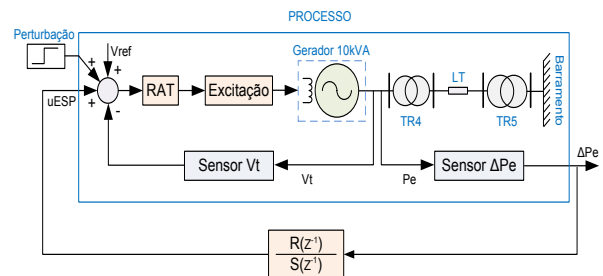 PROCESSO
Perturbação
Vref
+
+
+
-
uESP
RAT
Excitação
Gerador 10kVA
TR4
LT
TR5
Barramento
Sensor Vt
Vt
Pe
Sensor ΔPe
ΔPe
R(z⁻¹)
S(z⁻¹)